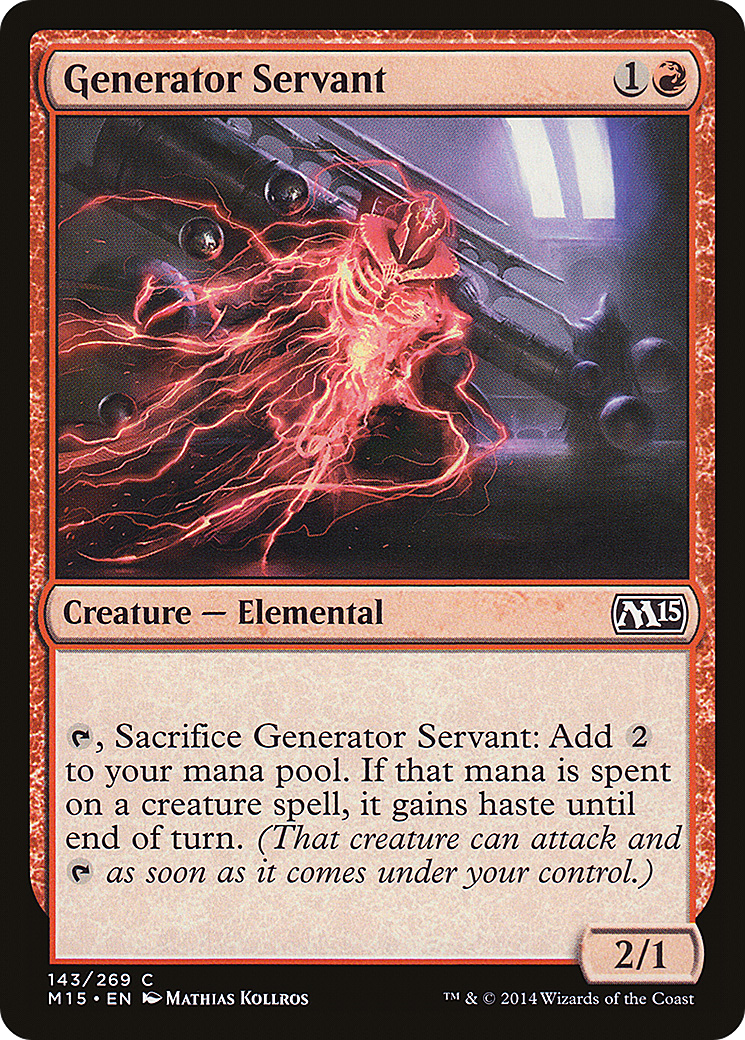 Generator Servant 1
Creature — Elemental M15
, Sacrifice Generator Servant: Add 2
to your mana pool. If that mana is spent
on a creature spell, it gains haste until
end of turn. (That creature can attack and
as soon as it comes under your control.)
2/1
143/269 C
M15 • EN Mathias Kollros ™ & © 2014 Wizards of the Coast